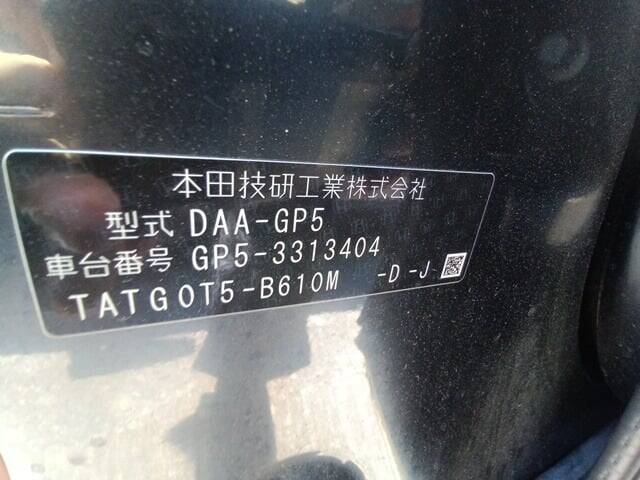 本田技研工業株式会社
型式 DAA-GP5
車台番号 GP5-3313404
TATGOT5-B610M -D -J